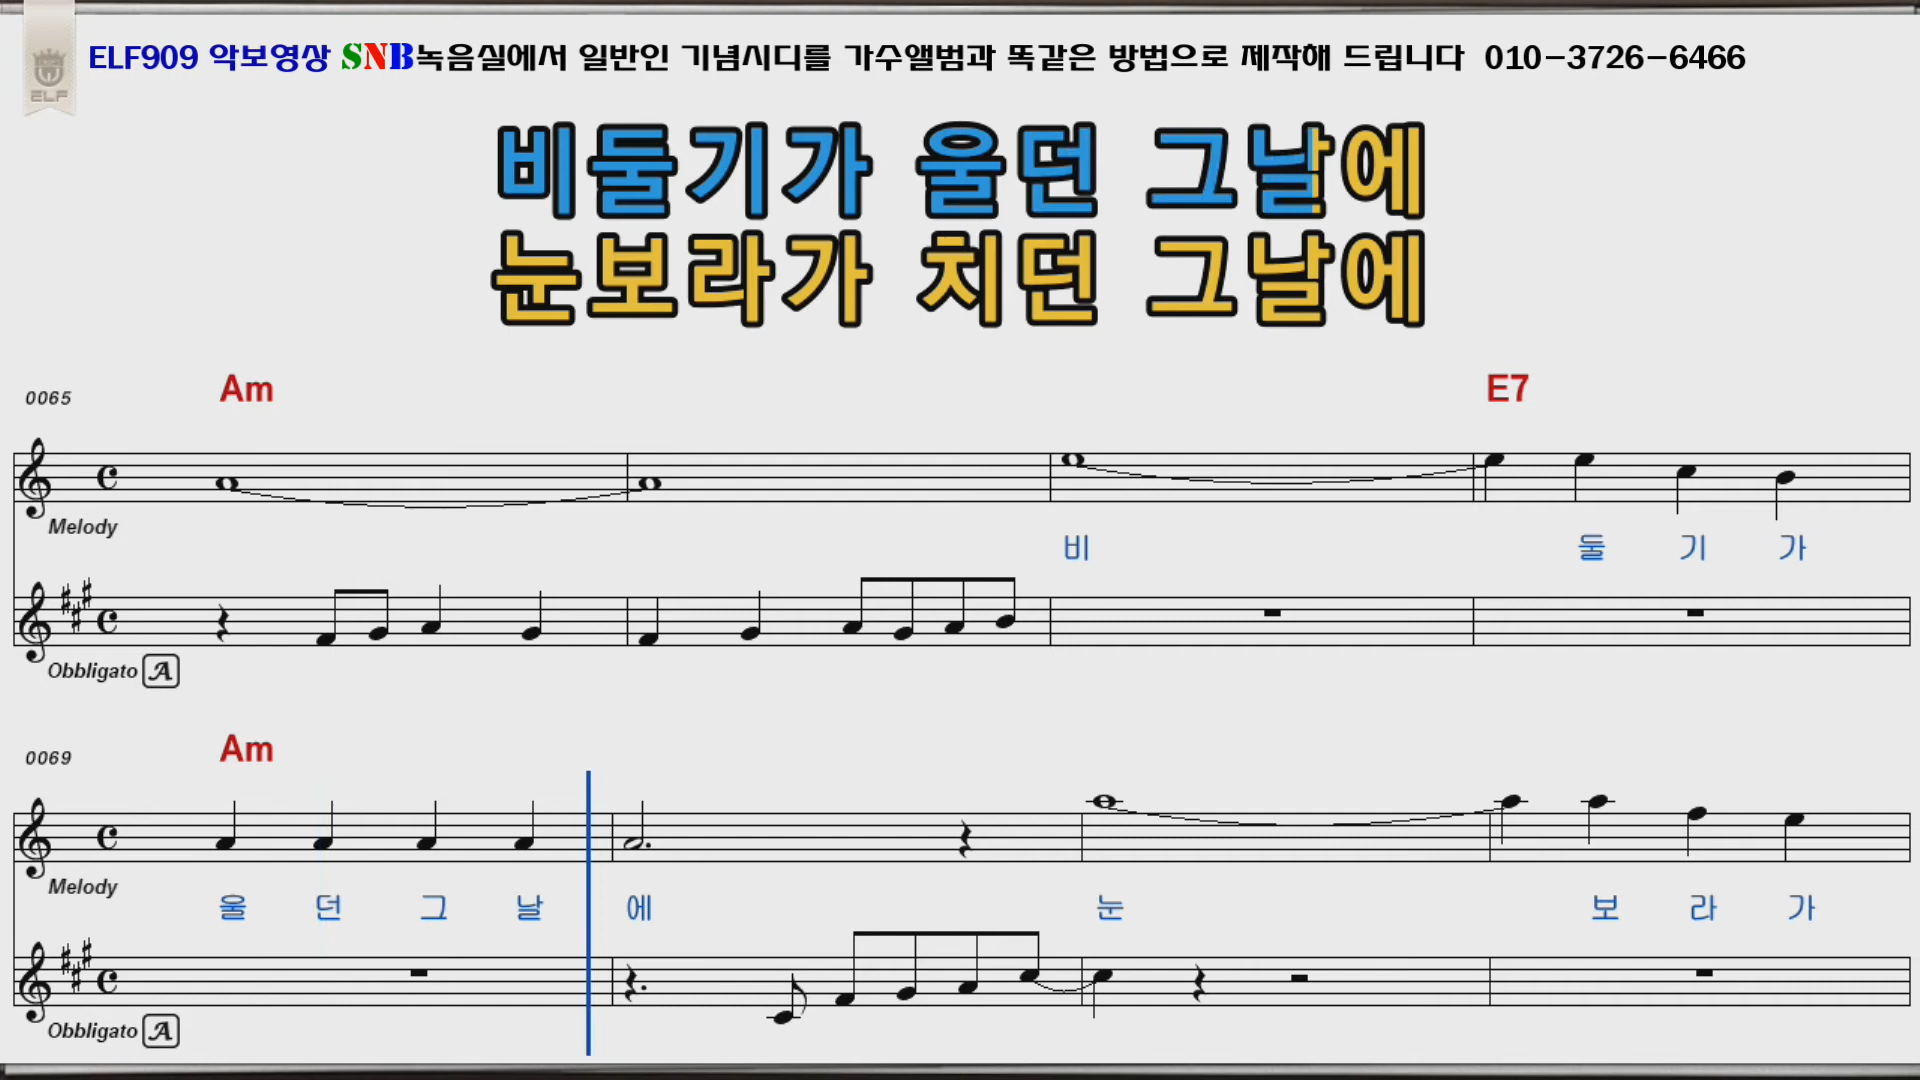 ELF
ELF909 악보영상 SNB녹음실에서 일반인 기념시디를 가수앨범과 똑같은 방법으로 제작해 드립니다 010-3726-6466
비둘기가 울던 그날에
눈보라가 치던 그날에
0065 Am E7
Melody
비 둘 기 가
Obbligato A
0069 Am
Melody
울 던 그 날 에 눈 보 라 가
Obbligato A